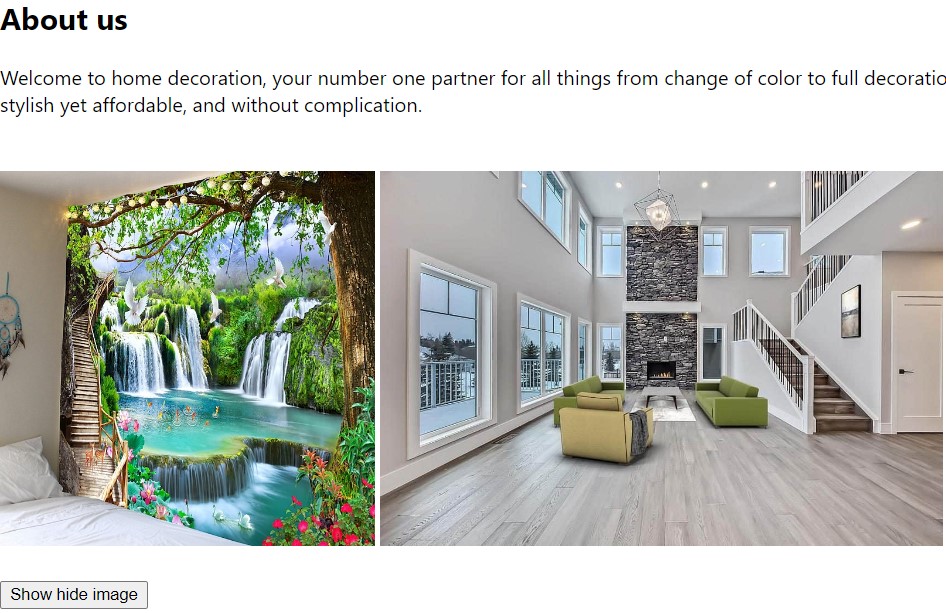 About us
Welcome to home decoration, your number one partner for all things from change of color to full decoratio
stylish yet affordable, and without complication.
Show hide image